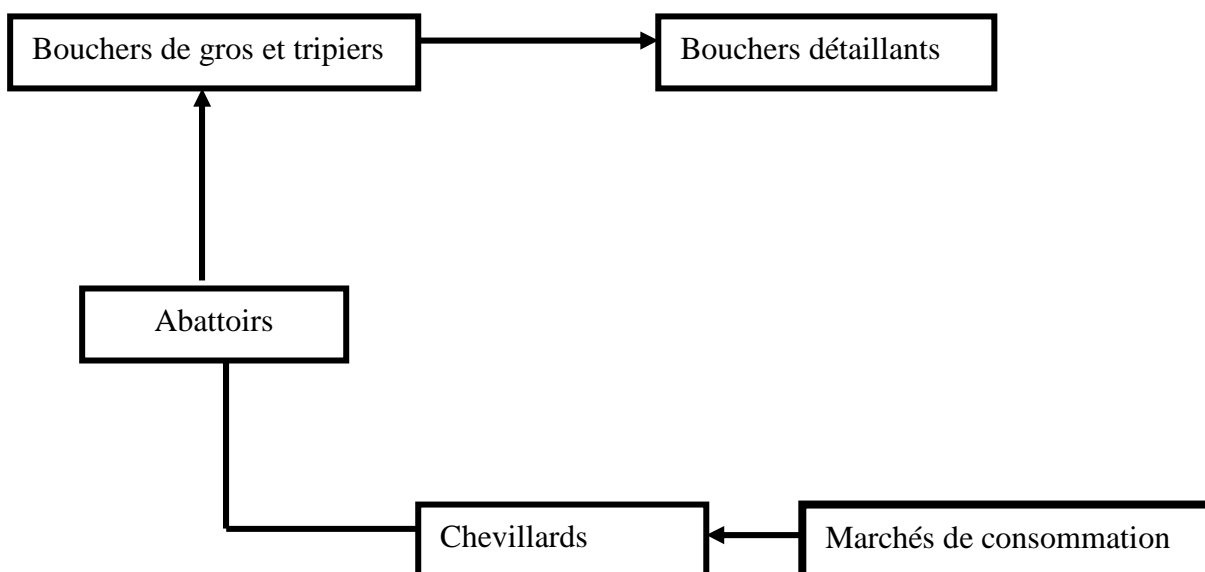 Bouchers de gros et tripiers
Bouchers détaillants
Abattoirs
Chevillards
Marchés de consommation